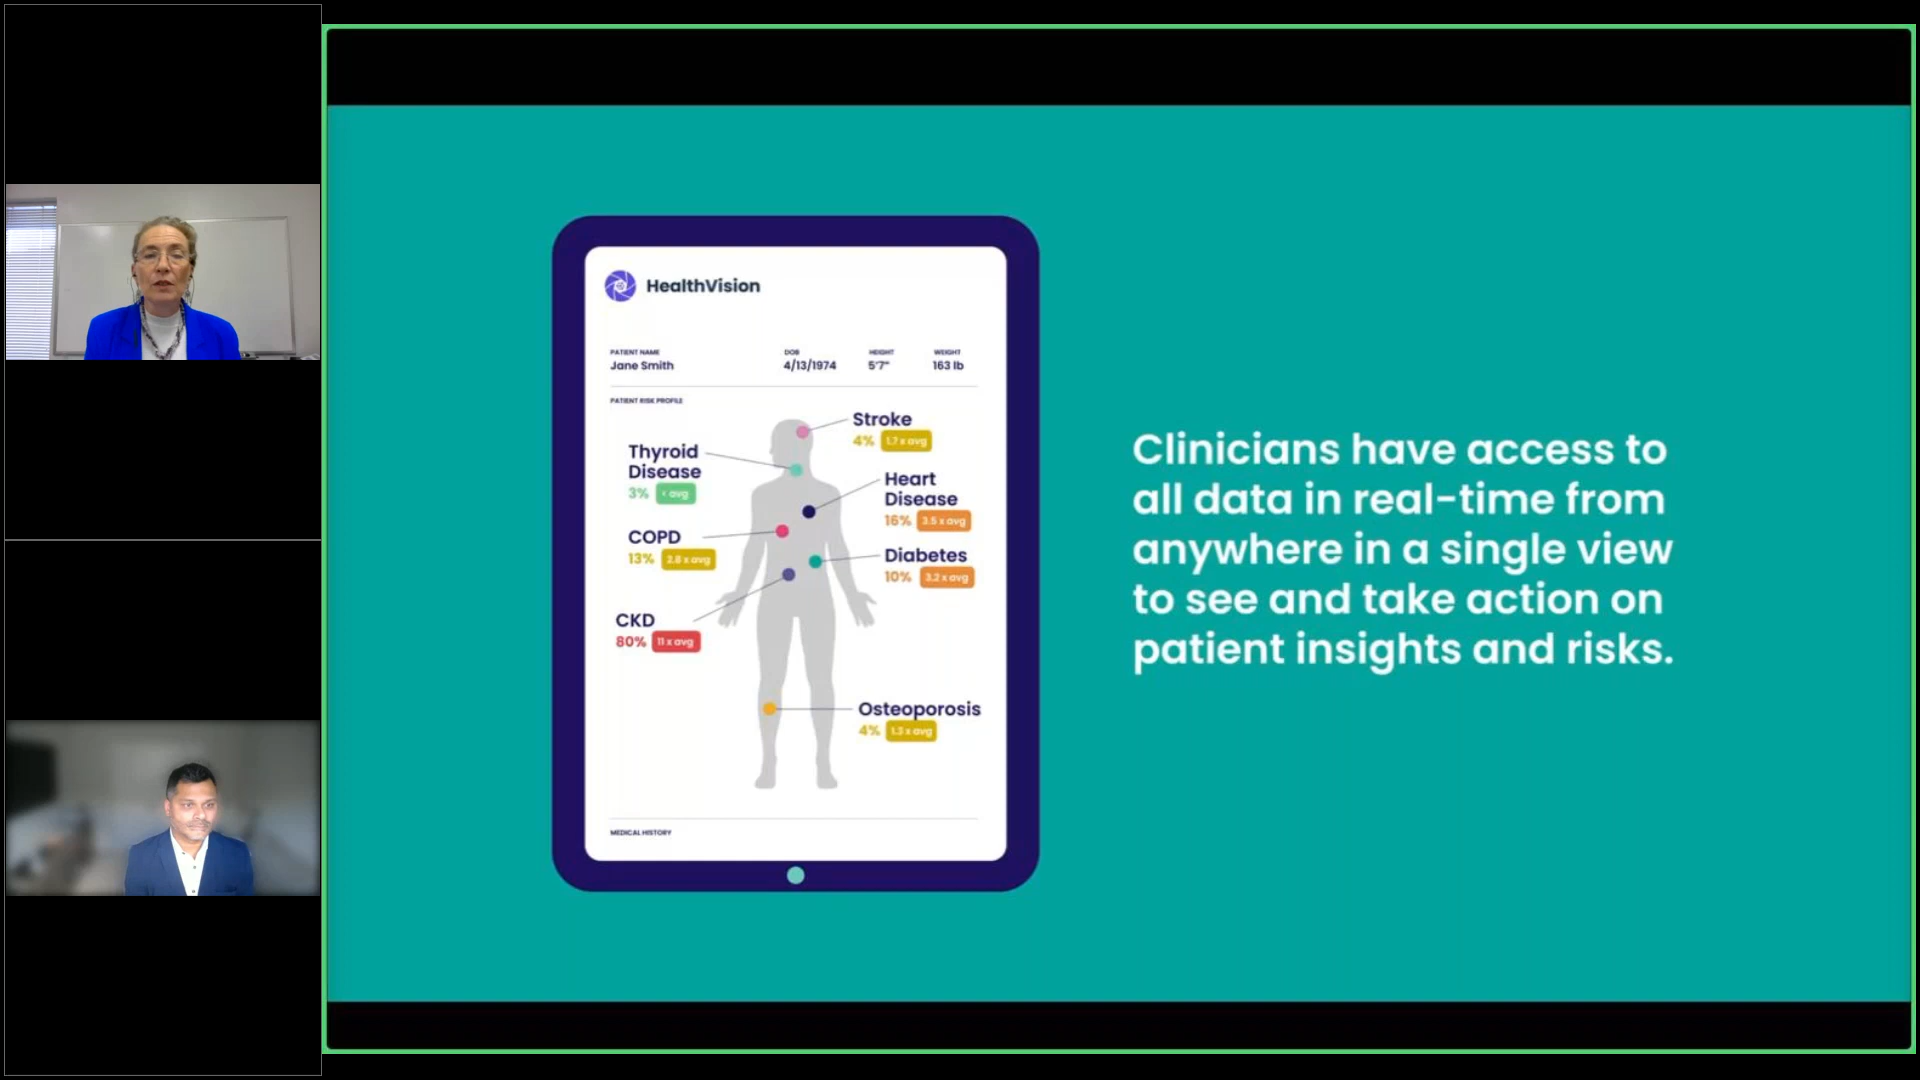 HealthVision
PATIENT NAME DOB HEIGHT WEIGHT
Jane Smith 4/13/1974 5'7" 163 lb
PATIENT RISK PROFILE
Stroke
4% 1.7 x avg
Thyroid
Disease
3% < avg
Heart
Disease
16% 3.5 x avg
COPD
13% 2.8 x avg
Diabetes
10% 3.2 x avg
CKD
80% 11 x avg
Osteoporosis
4% 1.3 x avg
MEDICAL HISTORY
Clinicians have access to
all data in real-time from
anywhere in a single view
to see and take action on
patient insights and risks.